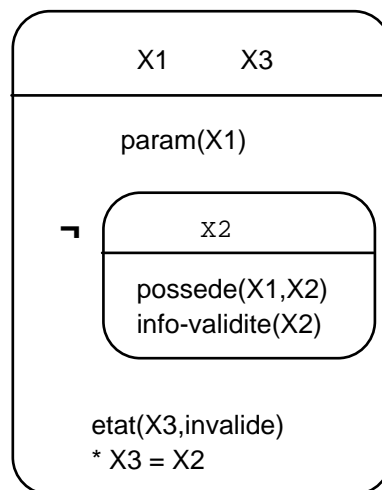 X1 X3
param(X1)
¬ X2
possede(X1,X2)
info-validite(X2)
etat(X3,invalide)
* X3 = X2